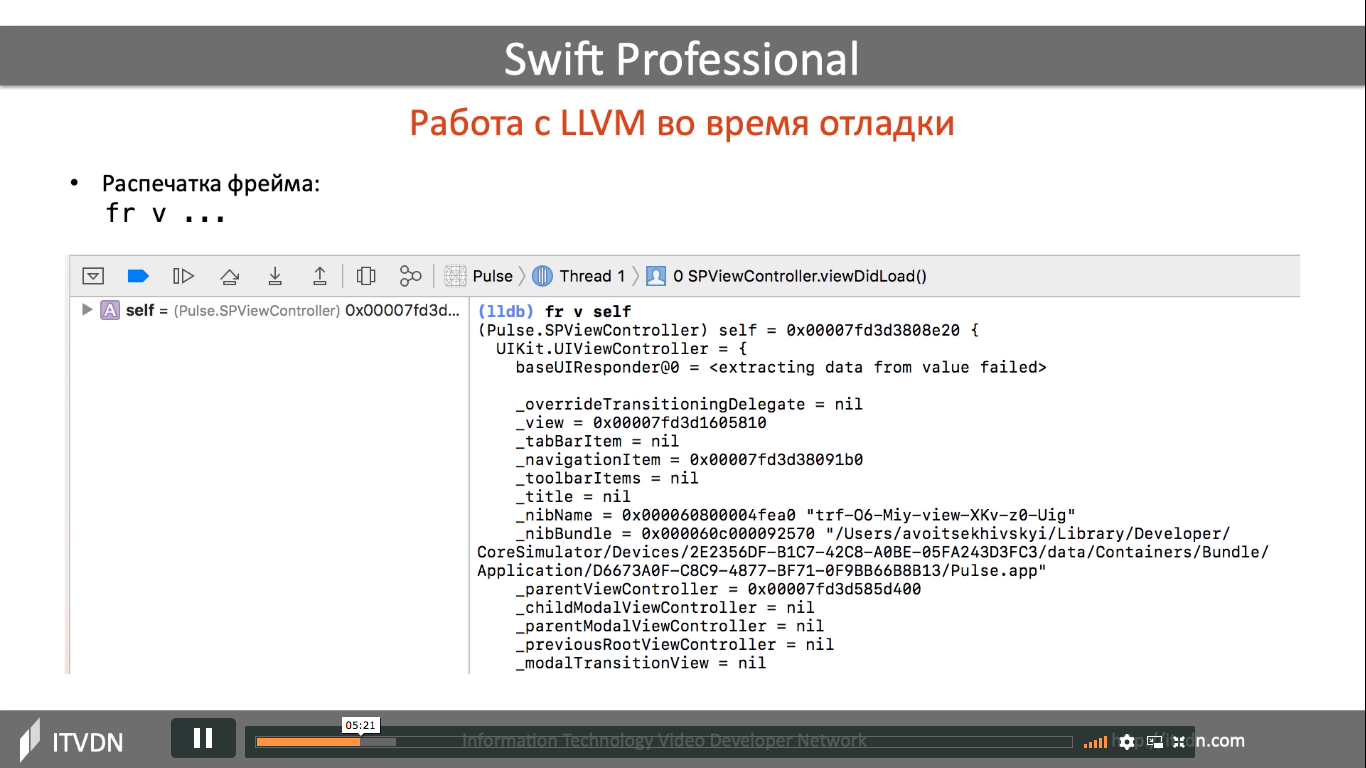 Swift Professional
Работа с LLVM во время отладки
• Распечатка фрейма:
fr v ...
Pulse Thread 1 0 SPViewController.viewDidLoad()
A self = (Pulse.SPViewController) 0x00007fd3d...
(lldb) fr v self
(Pulse.SPViewController) self = 0x00007fd3d3808e20 {
UIKit.UIViewController = {
baseUIResponder@0 = <extracting data from value failed>
_overrideTransitioningDelegate = nil
_view = 0x00007fd3d1605810
_tabBarItem = nil
_navigationItem = 0x00007fd3d38091b0
_toolbarItems = nil
_title = nil
_nibName = 0x000060800004fea0 "trf-O6-Miy-view-XKv-z0-Uig"
_nibBundle = 0x000060c000092570 "/Users/avoitsekhivskyi/Library/Developer/
CoreSimulator/Devices/2E2356DF-B1C7-42C8-A0BE-05FA243D3FC3/data/Containers/Bundle/
Application/D6673A0F-C8C9-4877-BF71-0F9BB66B8B13/Pulse.app"
_parentViewController = 0x00007fd3d585d400
_childModalViewController = nil
_parentModalViewController = nil
_previousRootViewController = nil
_modalTransitionView = nil
05:21
ITVDN
Information Technology Video Developer Network